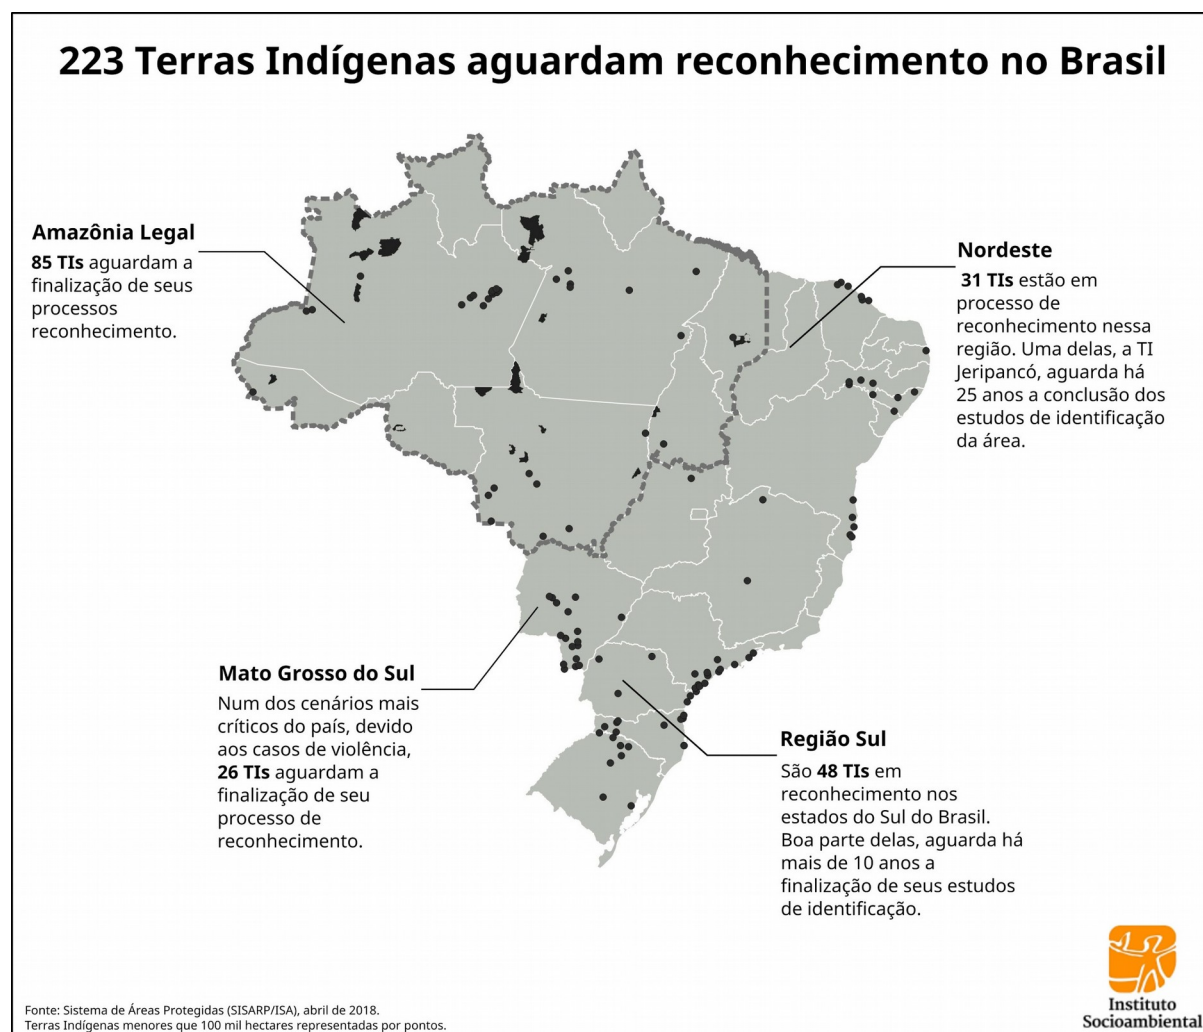 223 Terras Indígenas aguardam reconhecimento no Brasil
Amazônia Legal
85 TIs aguardam a
finalização de seus
processos
reconhecimento.
Nordeste
31 TIs estão em
processo de
reconhecimento nessa
região. Uma delas, a TI
Jeripancó, aguarda há
25 anos a conclusão dos
estudos de identificação
da área.
Mato Grosso do Sul
Num dos cenários mais
críticos do país, devido
aos casos de violência,
26 TIs aguardam a
finalização de seu
processo de
reconhecimento.
Região Sul
São 48 TIs em
reconhecimento nos
estados do Sul do Brasil.
Boa parte delas, aguarda há
mais de 10 anos a
finalização de seus estudos
de identificação.
Fonte: Sistema de Áreas Protegidas (SISARP/ISA), abril de 2018.
Terras Indígenas menores que 100 mil hectares representadas por pontos.
Instituto
Socioambiental